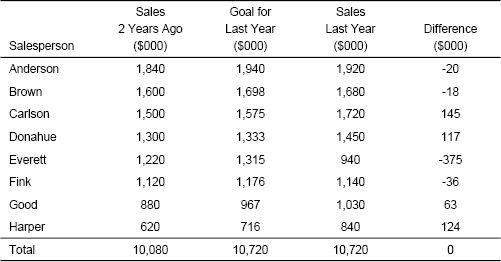 Sales Goal for Sales
2 Years Ago Last Year Last Year Difference
Salesperson ($000) ($000) ($000) ($000)
Anderson 1,840 1,940 1,920 -20
Brown 1,600 1,698 1,680 -18
Carlson 1,500 1,575 1,720 145
Donahue 1,300 1,333 1,450 117
Everett 1,220 1,315 940 -375
Fink 1,120 1,176 1,140 -36
Good 880 967 1,030 63
Harper 620 716 840 124
Total 10,080 10,720 10,720 0